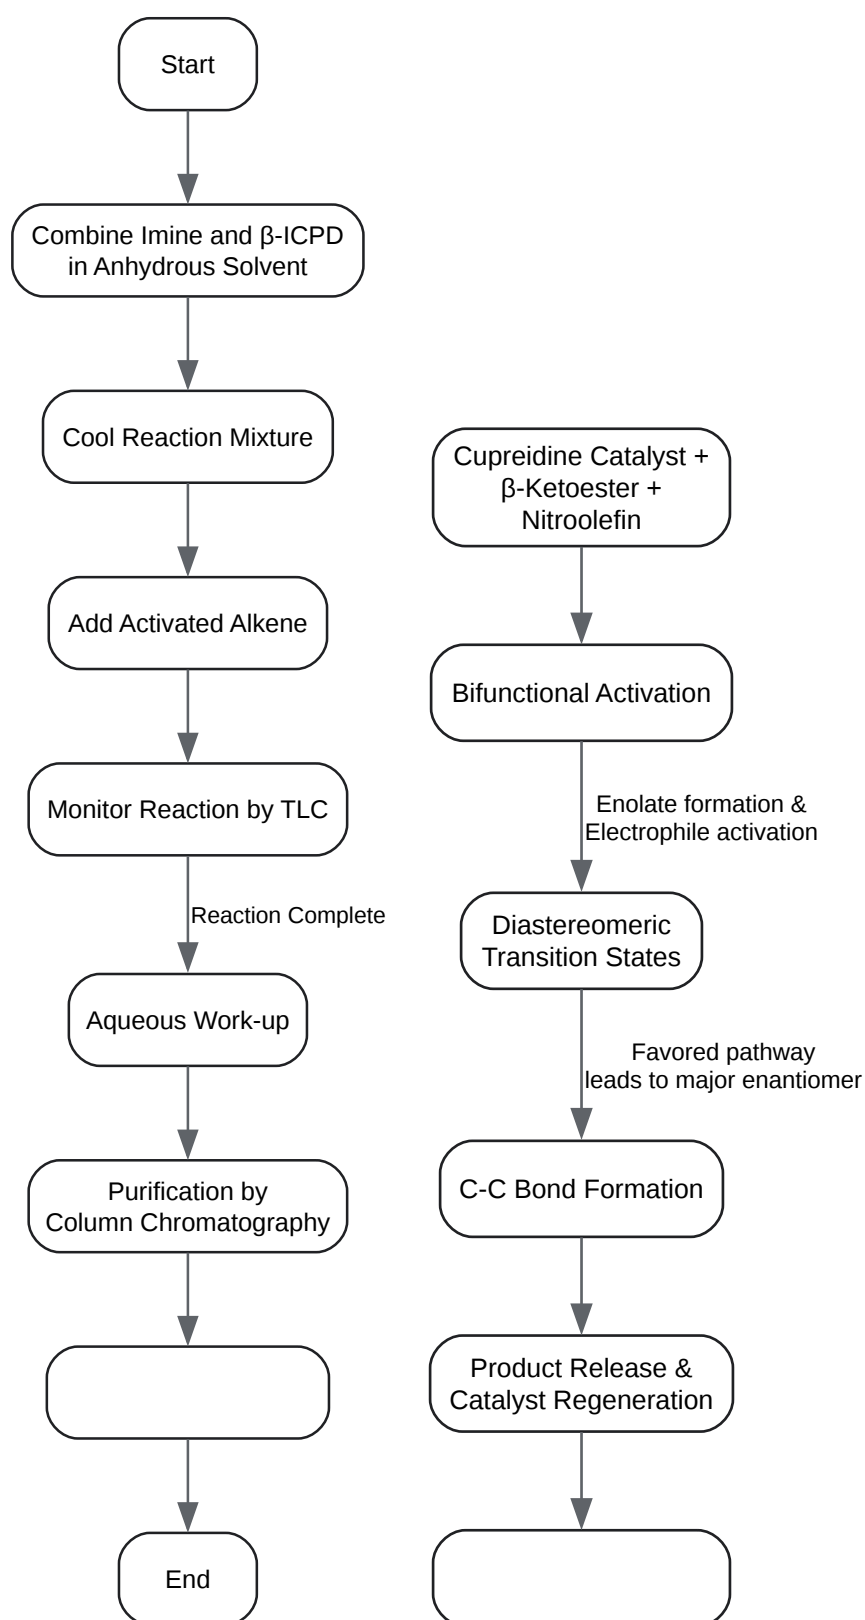 Start
Combine Imine and β-ICPD
in Anhydrous Solvent
Cool Reaction Mixture
Add Activated Alkene
Monitor Reaction by TLC
Reaction Complete
Aqueous Work-up
Purification by
Column Chromatography
End
Cupreidine Catalyst +
β-Ketoester +
Nitroolefin
Bifunctional Activation
Enolate formation &
Electrophile activation
Diastereomeric
Transition States
Favored pathway
leads to major enantiomer
C-C Bond Formation
Product Release &
Catalyst Regeneration